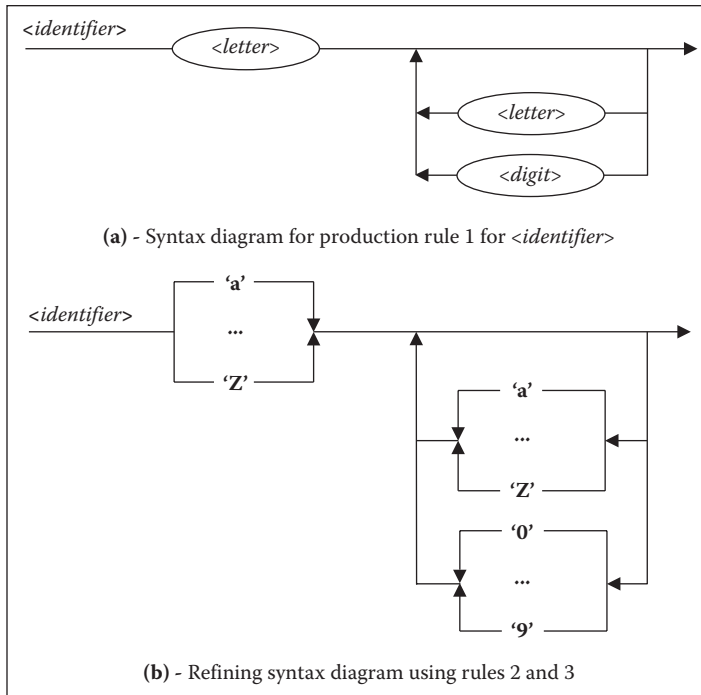 <identifier>
<letter>
<letter>
<digit>
(a) - Syntax diagram for production rule 1 for <identifier>
‘a’
<identifier>
...
‘Z’
‘a’
...
‘Z’
‘0’
...
‘9’
(b) - Refining syntax diagram using rules 2 and 3